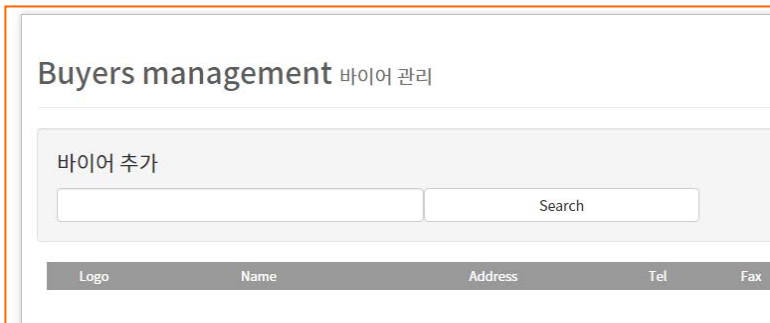 Buyers management 바이어 관리
바이어 추가
Search
Logo Name Address Tel Fax